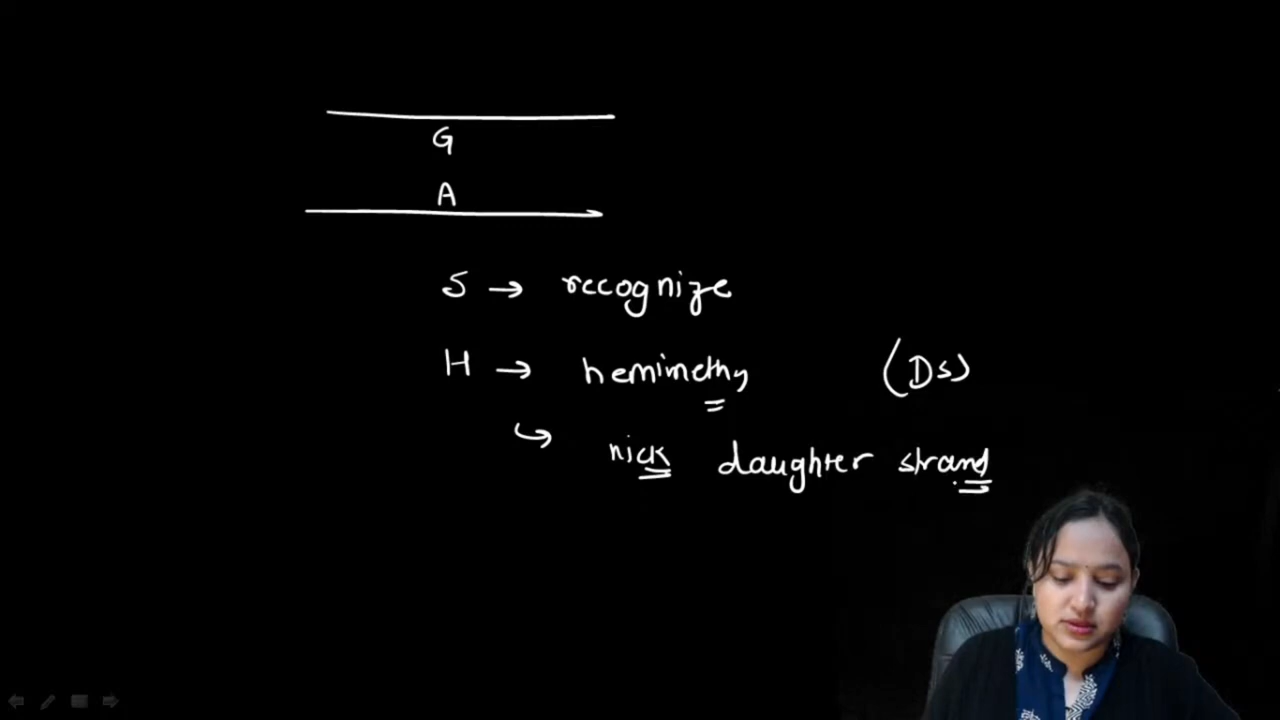 G
A
S → recognize
H → hemimethy (Ds)
↳ nick daughter strand